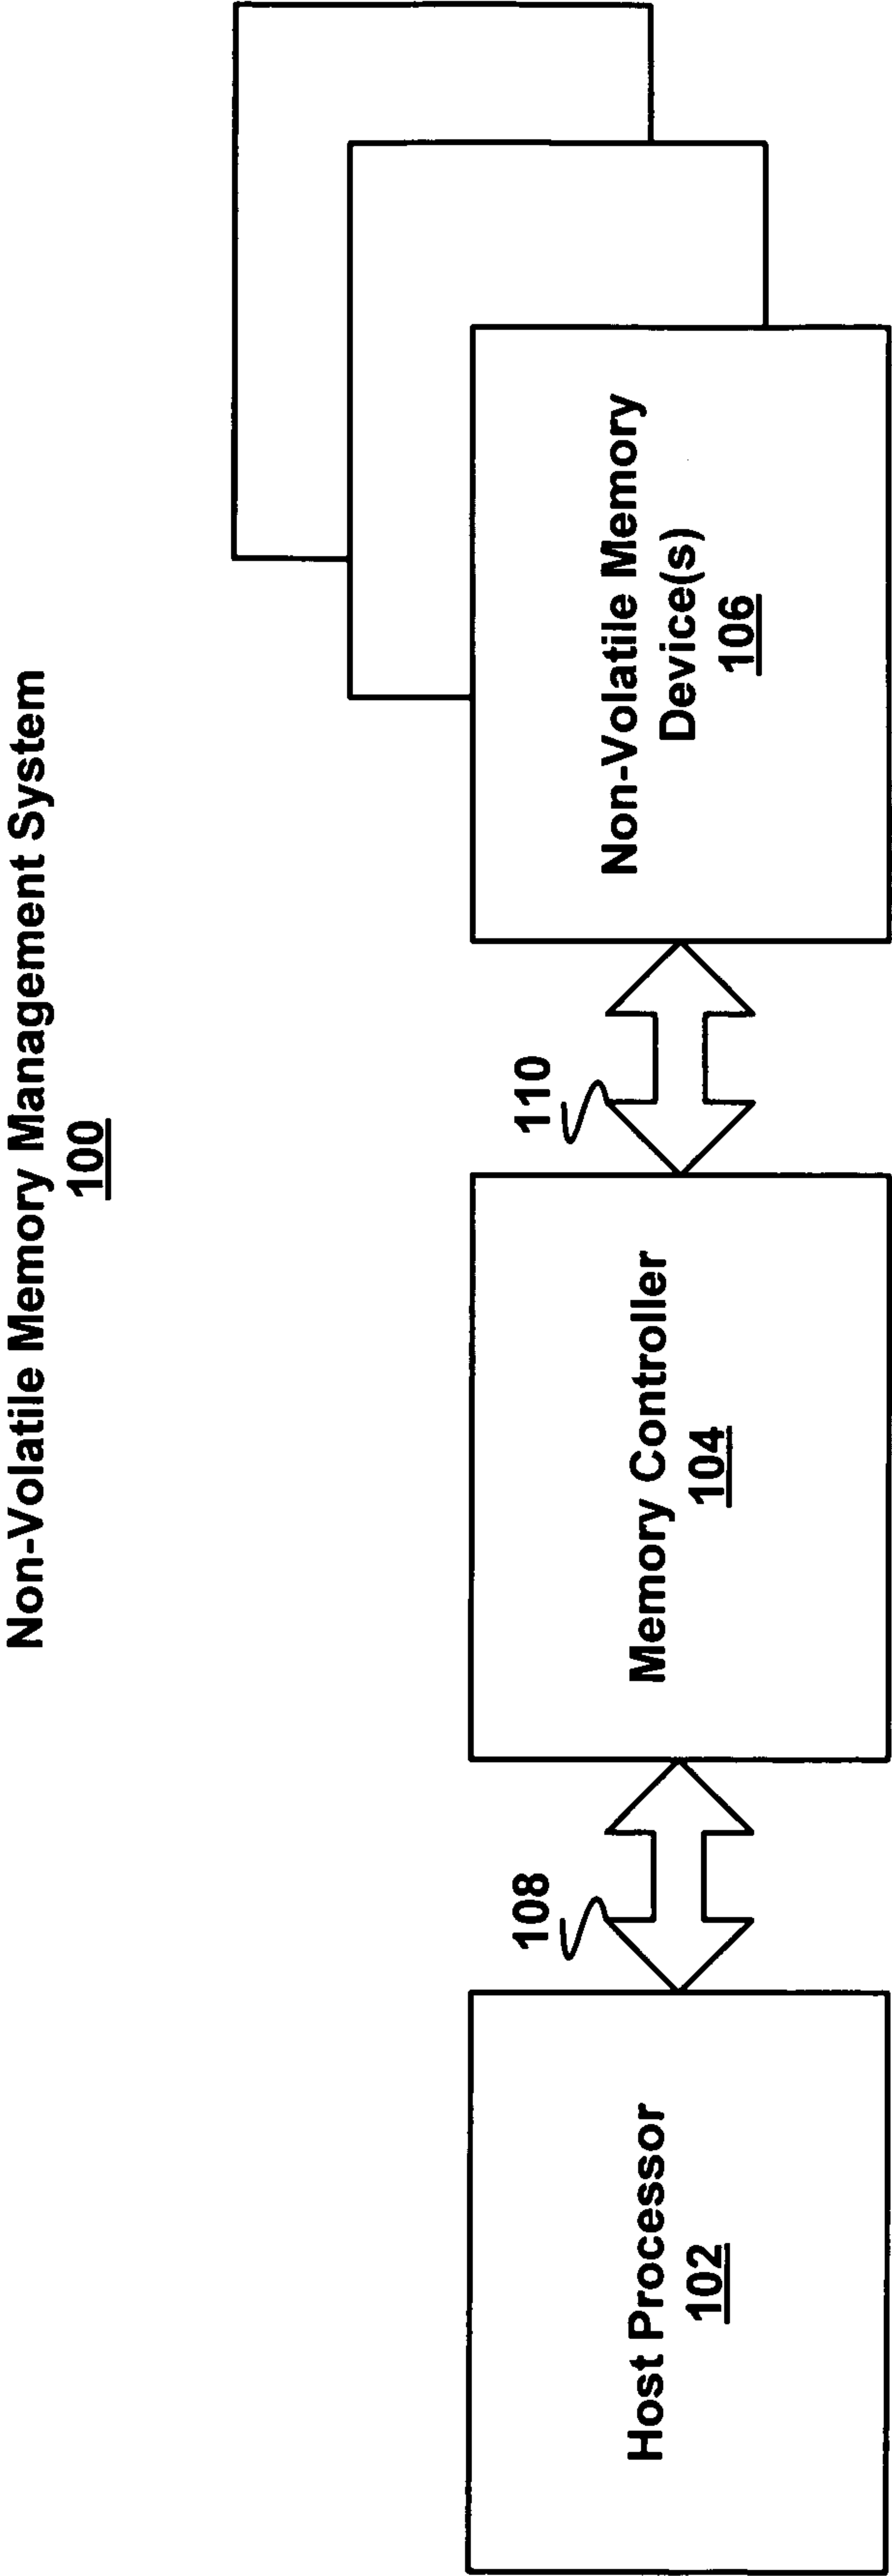 Non-Volatile Memory Management System
100
Host Processor
102
108
Memory Controller
104
110
Non-Volatile Memory
Device(s)
106